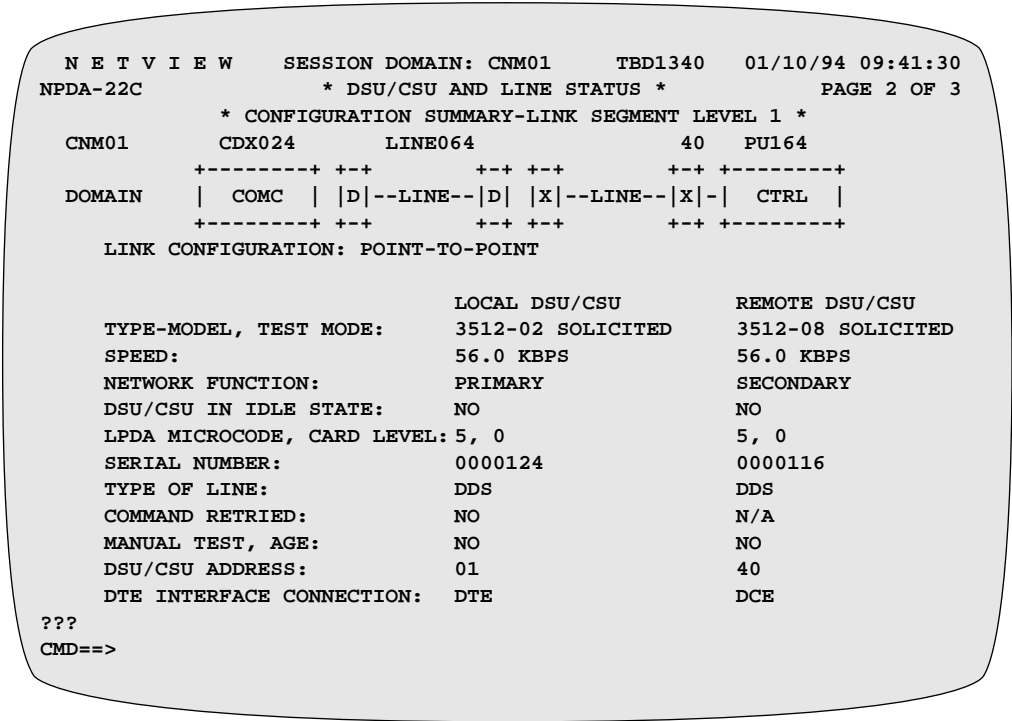 N E T V I E W    SESSION DOMAIN: CNM01    TBD1340   01/10/94 09:41:30
NPDA-22C              * DSU/CSU AND LINE STATUS *            PAGE 2 OF 3
* CONFIGURATION SUMMARY-LINK SEGMENT LEVEL 1 *
CNM01       CDX024       LINE064                40   PU164
+--------+ +-+        +-+ +-+        +-+ +--------+
DOMAIN    |  COMC  | |D|--LINE--|D| |X|--LINE--|X|-|  CTRL  |
+--------+ +-+        +-+ +-+        +-+ +--------+
LINK CONFIGURATION: POINT-TO-POINT
LOCAL DSU/CSU         REMOTE DSU/CSU
TYPE-MODEL, TEST MODE:     3512-02 SOLICITED     3512-08 SOLICITED
SPEED:                     56.0 KBPS             56.0 KBPS
NETWORK FUNCTION:          PRIMARY               SECONDARY
DSU/CSU IN IDLE STATE:     NO                    NO
LPDA MICROCODE, CARD LEVEL: 5, 0                  5, 0
SERIAL NUMBER:             0000124               0000116
TYPE OF LINE:              DDS                   DDS
COMMAND RETRIED:           NO                    N/A
MANUAL TEST, AGE:          NO                    NO
DSU/CSU ADDRESS:           01                    40
DTE INTERFACE CONNECTION:  DTE                   DCE
???
CMD==>